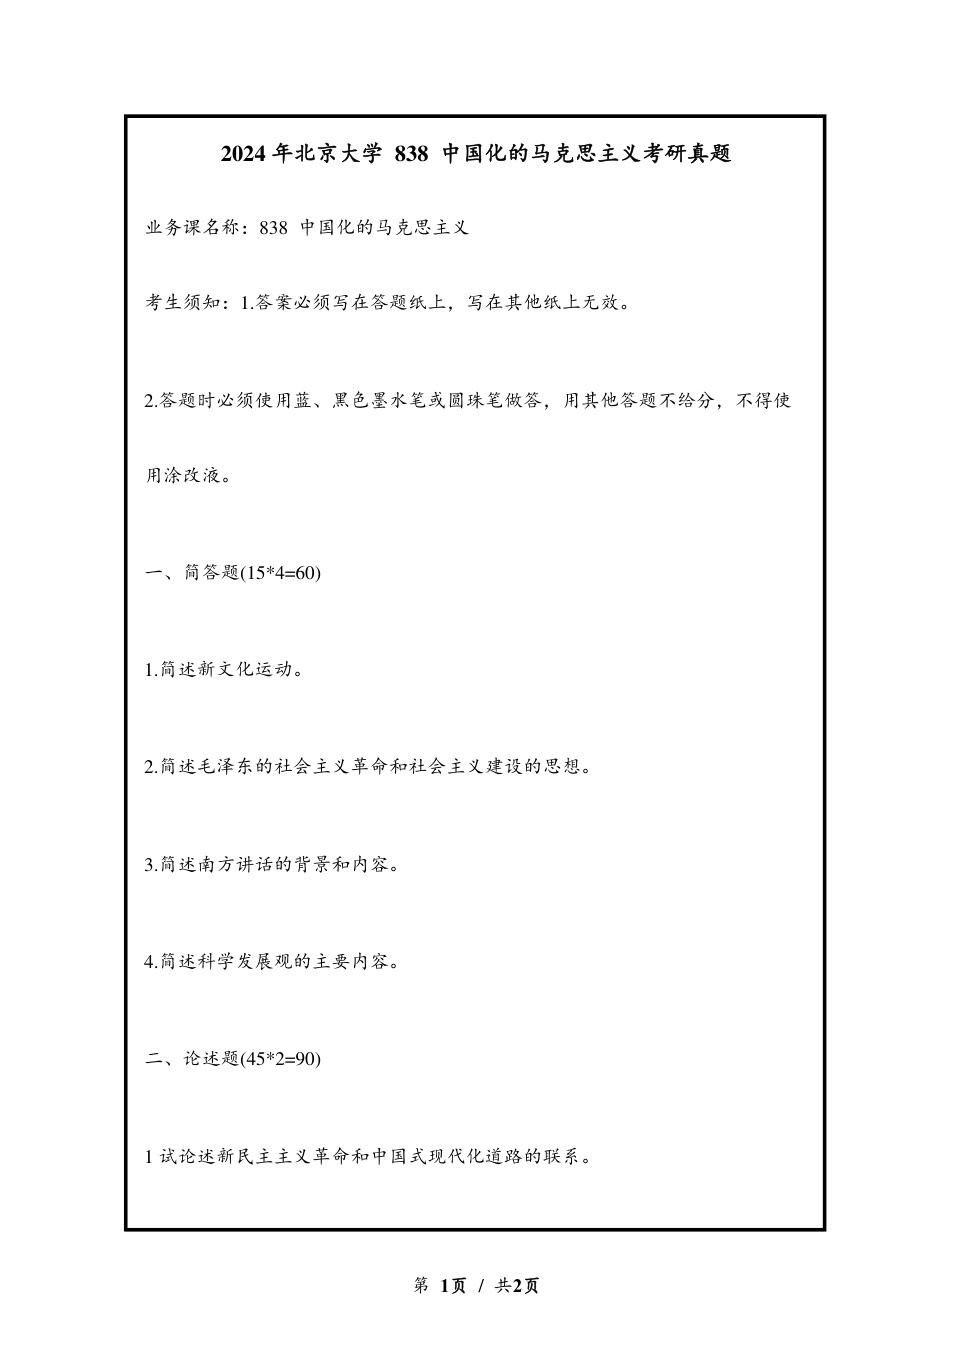 2024 年北京大学 838 中国化的马克思主义考研真题
业务课名称：838 中国化的马克思主义
考生须知：1.答案必须写在答题纸上，写在其他纸上无效。
2.答题时必须使用蓝、黑色墨水笔或圆珠笔做答，用其他答题不给分，不得使
用涂改液。
一、简答题(15*4=60)
1.简述新文化运动。
2.简述毛泽东的社会主义革命和社会主义建设的思想。
3.简述南方讲话的背景和内容。
4.简述科学发展观的主要内容。
二、论述题(45*2=90)
1 试论述新民主主义革命和中国式现代化道路的联系。
第 1页 / 共2页